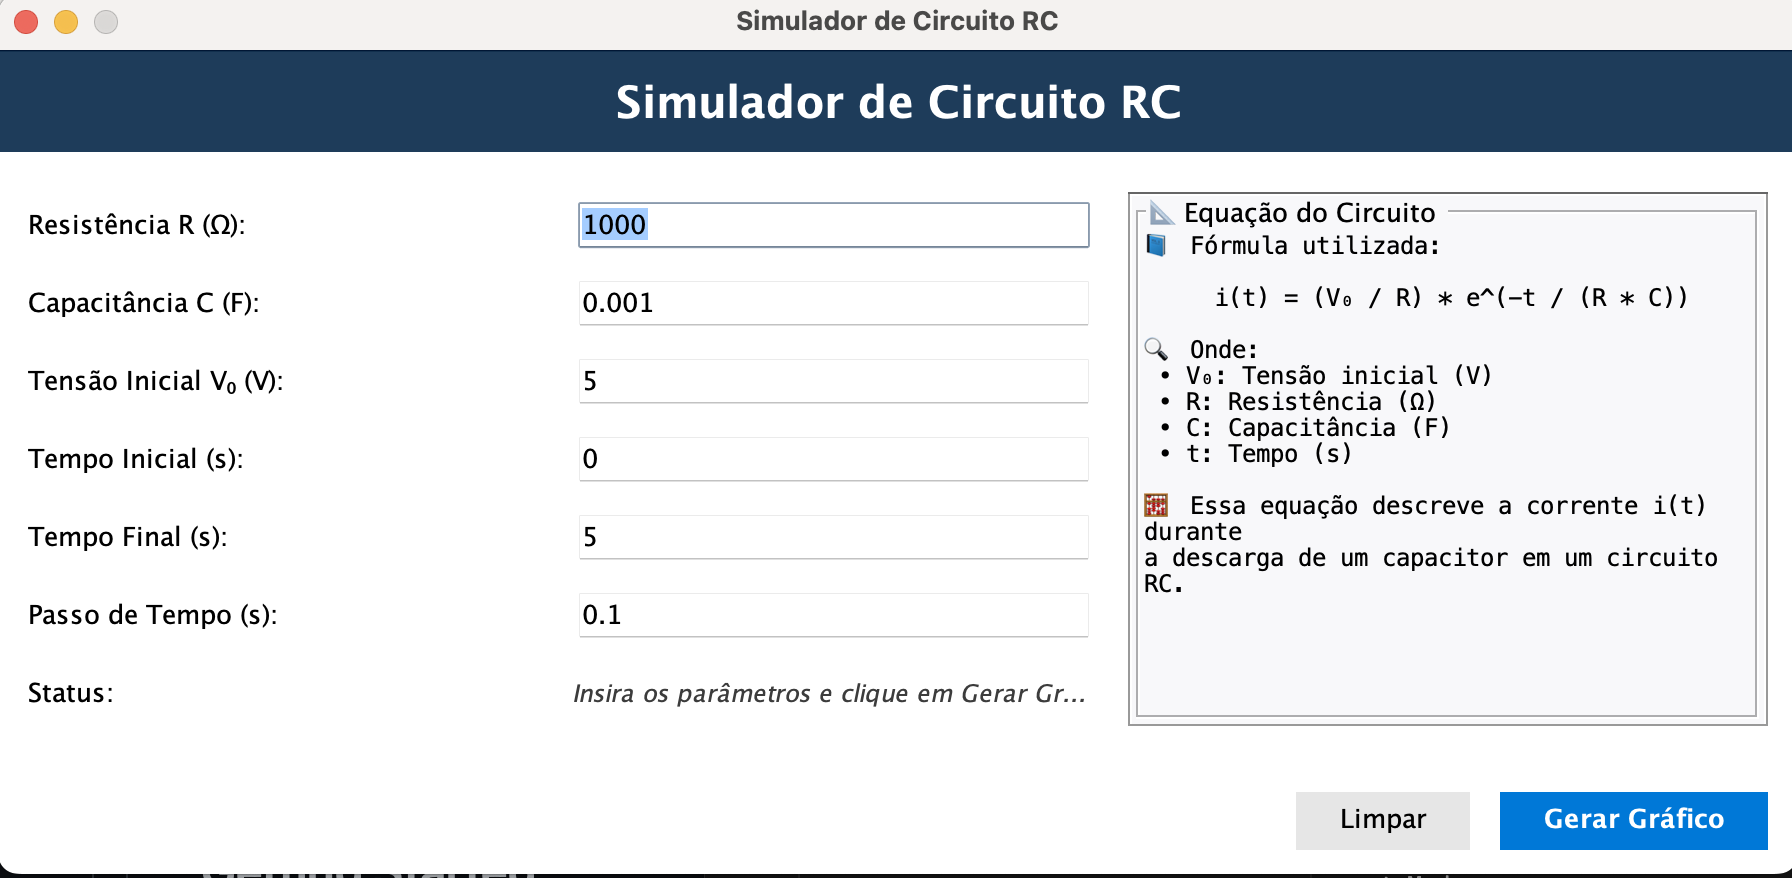 Simulador de Circuito RC
Simulador de Circuito RC
Resistência R (Ω):
1000
Capacitância C (F):
0.001
Tensão Inicial V₀ (V):
5
Tempo Inicial (s):
0
Tempo Final (s):
5
Passo de Tempo (s):
0.1
Status:
Insira os parâmetros e clique em Gerar Gr...
📐 Equação do Circuito
📘 Fórmula utilizada:
i(t) = (V₀ / R) * e^(-t / (R * C))
🔍 Onde:
• V₀: Tensão inicial (V)
• R: Resistência (Ω)
• C: Capacitância (F)
• t: Tempo (s)
🧮 Essa equação descreve a corrente i(t)
durante
a descarga de um capacitor em um circuito
RC.
Limpar
Gerar Gráfico